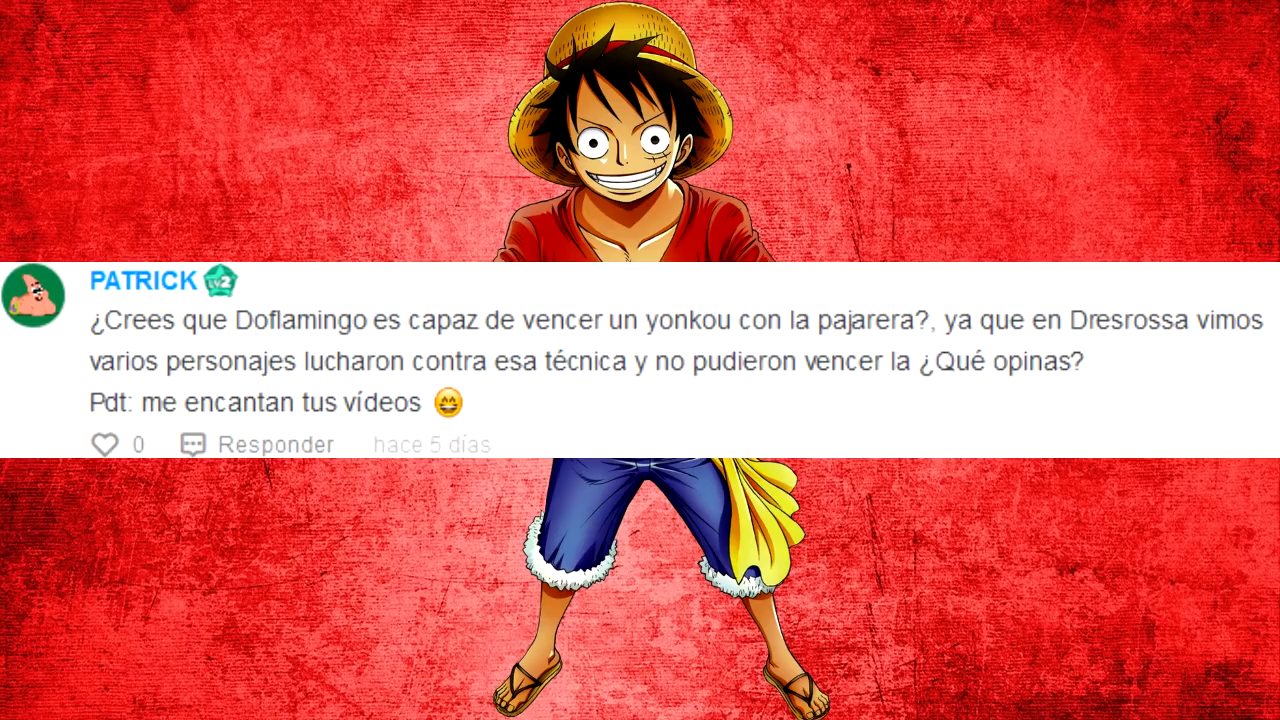 PATRICK LV2
¿Crees que Doflamingo es capaz de vencer un yonkou con la pajarera?, ya que en Dresrossa vimos
varios personajes lucharon contra esa técnica y no pudieron vencer la ¿Qué opinas?
Pdt: me encantan tus vídeos 😄
0 Responder hace 5 días